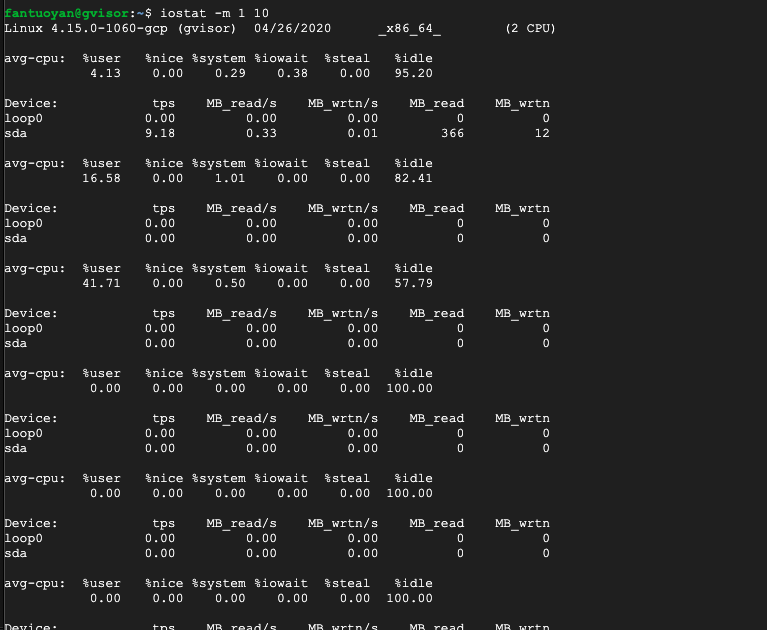 fantuoyan@gvisor:~$ iostat -m 1 10
Linux 4.15.0-1060-gcp (gvisor)  04/26/2020      _x86_64_        (2 CPU)
avg-cpu:  %user   %nice %system %iowait  %steal   %idle
           4.13    0.00    0.29    0.38    0.00   95.20
Device:            tps    MB_read/s    MB_wrtn/s    MB_read    MB_wrtn
loop0             0.00         0.00         0.00          0          0
sda               9.18         0.33         0.01        366         12
avg-cpu:  %user   %nice %system %iowait  %steal   %idle
          16.58    0.00    1.01    0.00    0.00   82.41
Device:            tps    MB_read/s    MB_wrtn/s    MB_read    MB_wrtn
loop0             0.00         0.00         0.00          0          0
sda               0.00         0.00         0.00          0          0
avg-cpu:  %user   %nice %system %iowait  %steal   %idle
          41.71    0.00    0.50    0.00    0.00   57.79
Device:            tps    MB_read/s    MB_wrtn/s    MB_read    MB_wrtn
loop0             0.00         0.00         0.00          0          0
sda               0.00         0.00         0.00          0          0
avg-cpu:  %user   %nice %system %iowait  %steal   %idle
           0.00    0.00    0.00    0.00    0.00  100.00
Device:            tps    MB_read/s    MB_wrtn/s    MB_read    MB_wrtn
loop0             0.00         0.00         0.00          0          0
sda               0.00         0.00         0.00          0          0
avg-cpu:  %user   %nice %system %iowait  %steal   %idle
           0.00    0.00    0.00    0.00    0.00  100.00
Device:            tps    MB_read/s    MB_wrtn/s    MB_read    MB_wrtn
loop0             0.00         0.00         0.00          0          0
sda               0.00         0.00         0.00          0          0
avg-cpu:  %user   %nice %system %iowait  %steal   %idle
           0.00    0.00    0.00    0.00    0.00  100.00
Device:            tps    MB_read/s    MB_wrtn/s    MB_read    MB_wrtn